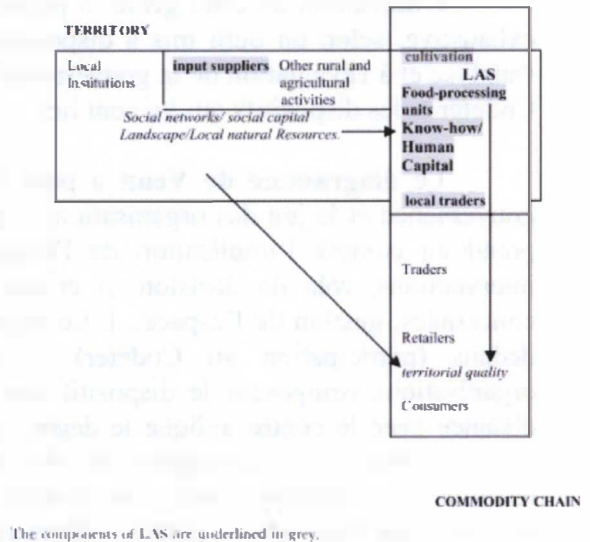 TERRITORY
Local
Institutions
input suppliers
Other rural and
agricultural
activities
Social networks/ social capital
Landscape/Local natural Resources.
cultivation
LAS
Food-processing
units
Know-how/
Human
Capital
local traders
Traders
Retailers
territorial quality
Consumers
COMMODITY CHAIN
The components of LAS are underlined in grey.